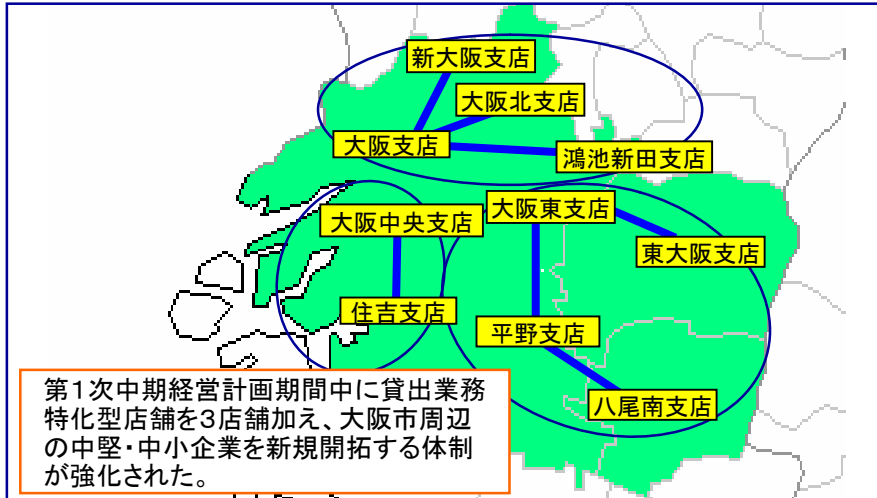 新大阪支店
大阪北支店
大阪支店
鴻池新田支店
大阪中央支店
大阪東支店
東大阪支店
住吉支店
平野支店
八尾南支店
第1次中期経営計画期間中に貸出業務
特化型店舗を3店舗加え、大阪市周辺
の中堅・中小企業を新規開拓する体制
が強化された。